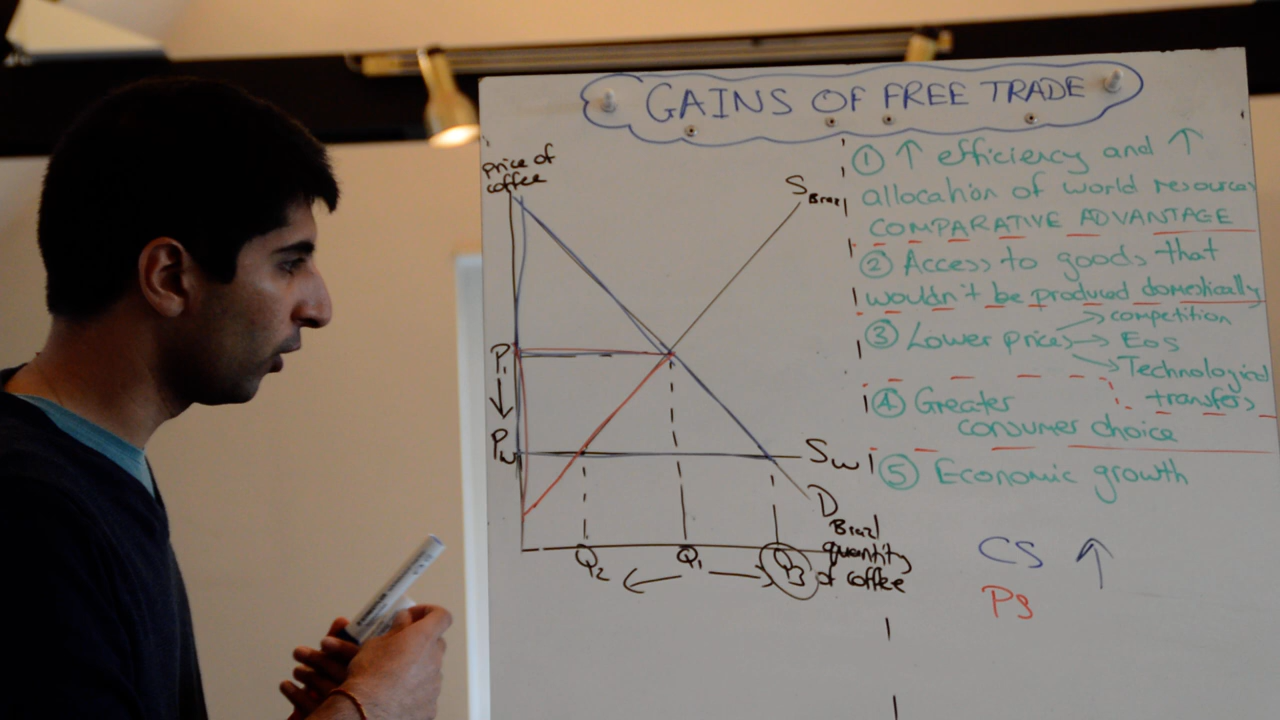 GAINS OF FREE TRADE
price of
coffee
S Brazil
P1
PW
SW
D Brazil
Q2
Q1
Q3
quantity
of coffee
① ↑ efficiency and ↑
allocation of world resources
COMPARATIVE ADVANTAGE
② Access to goods that
wouldn't be produced domestically
③ Lower prices → competition
→ EoS
→ Technological
transfers
④ Greater
consumer choice
⑤ Economic growth
CS ↑
PS